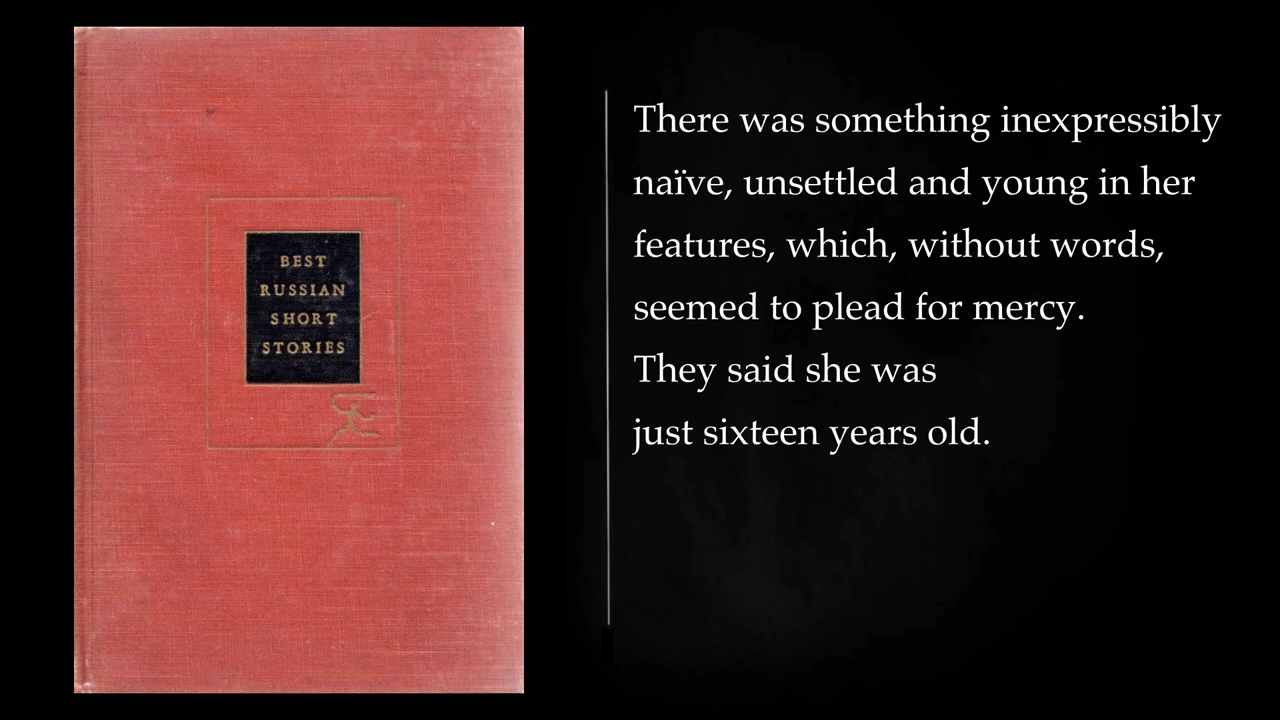 BEST
RUSSIAN
SHORT
STORIES
There was something inexpressibly
naïve, unsettled and young in her
features, which, without words,
seemed to plead for mercy.
They said she was
just sixteen years old.